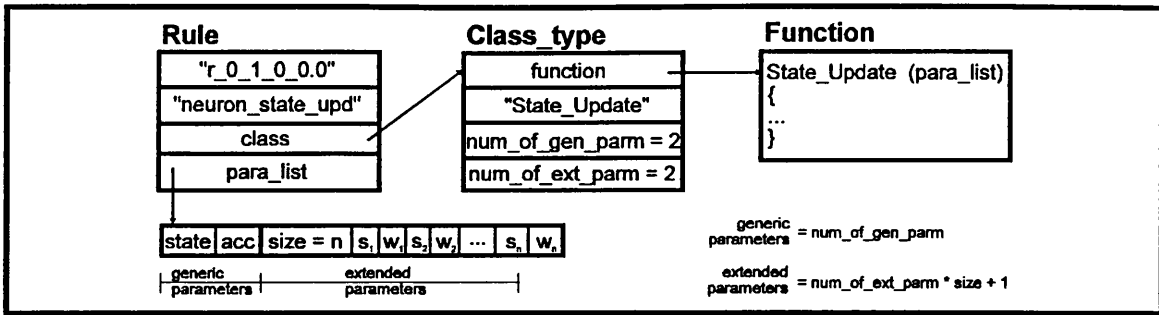 Rule
"r_0_1_0_0.0"
"neuron_state_upd"
class
para_list
Class_type
function
"State_Update"
num_of_gen_parm = 2
num_of_ext_parm = 2
Function
State_Update (para_list)
{
...
}
state acc size = n s₁ w₁ s₂ w₂ ... sₙ wₙ
generic parameters
extended parameters
generic parameters = num_of_gen_parm
extended parameters = num_of_ext_parm * size + 1